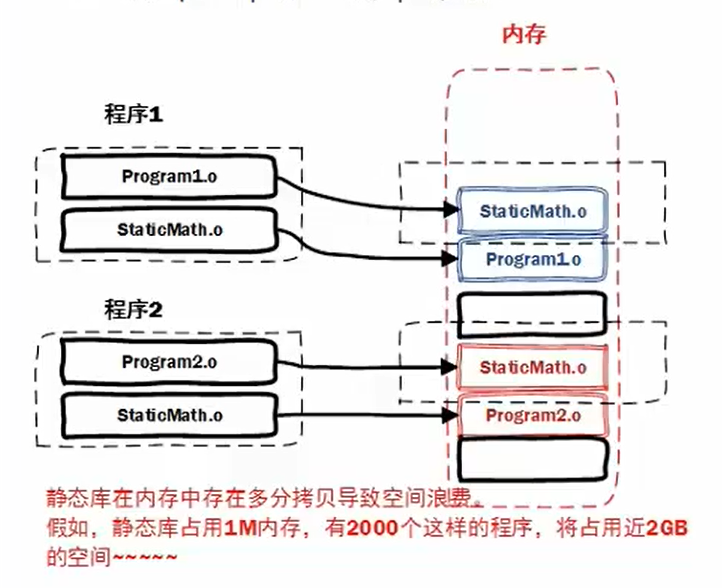 内存
程序1
Program1.o
StaticMath.o
StaticMath.o
Program1.o
程序2
Program2.o
StaticMath.o
StaticMath.o
Program2.o
静态库在内存中存在多分拷贝导致空间浪费。
假如，静态库占用1M内存，有2000个这样的程序，将占用近2GB
的空间~~~~~